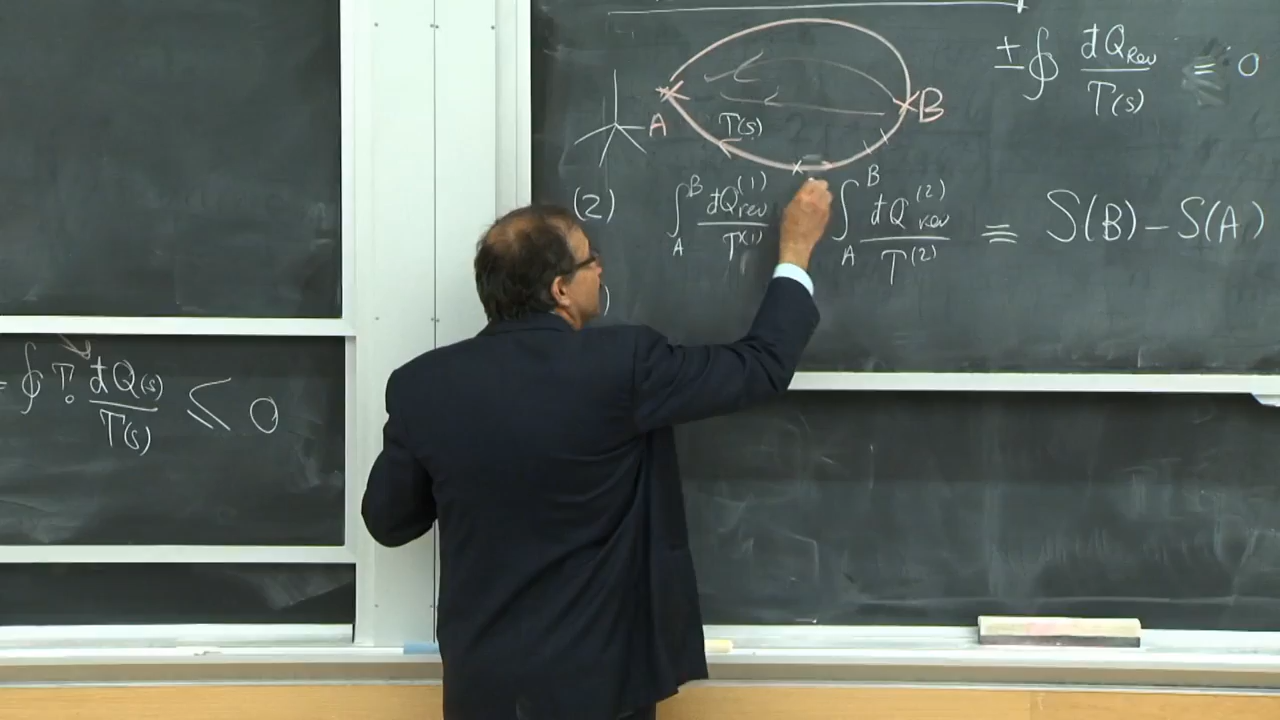 = ∮ T₀ đQ(s)/T(s) ≤ 0
± ∮ đQ_Rev/T(s) = 0
A
B
T(s)
(2) ∫_A^B đQ_rev^(1)/T^(1) ∫_A^B đQ_rev^(2)/T^(2) = S(B) - S(A)
)